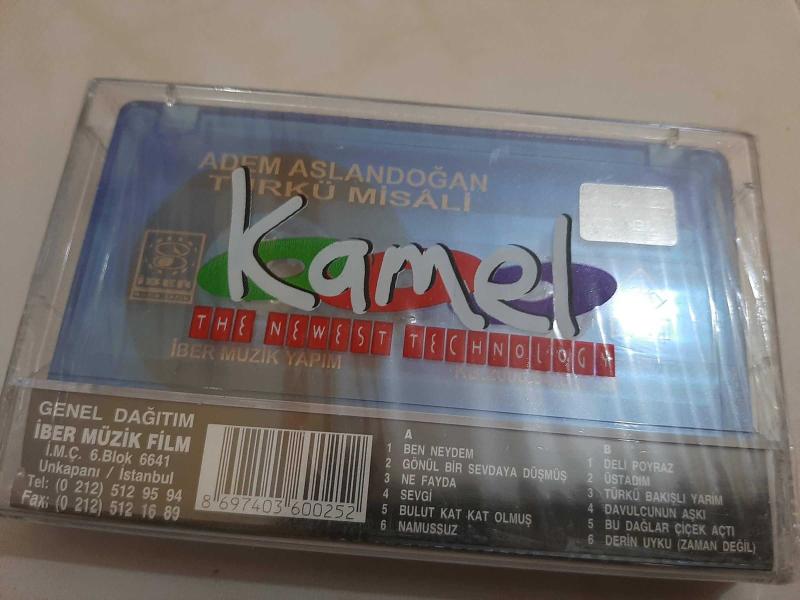 ADEM ASLANDOĞAN
TÜRKÜ MİSÂLİ
Kamel
THE NEWEST TECHNOLOGY
İBER
İBER MÜZİK YAPIM
GENEL DAĞITIM
İBER MÜZİK FİLM
İ.M.Ç. 6.Blok 6641
Unkapanı / İstanbul
Tel: (0 212) 512 95 94
Fax: (0 212) 512 16 89
8 697403 600252
A
1 BEN NEYDEM
2 GÖNÜL BİR SEVDAYA DÜŞMÜŞ
3 NE FAYDA
4 SEVGİ
5 BULUT KAT KAT OLMUŞ
6 NAMUSSUZ
B
1 DELİ POYRAZ
2 ÜSTADIM
3 TÜRKÜ BAKIŞLI YARİM
4 DAVULCUNUN AŞKI
5 BU DAĞLAR ÇİÇEK AÇTI
6 DERİN UYKU (ZAMAN DEĞİL)